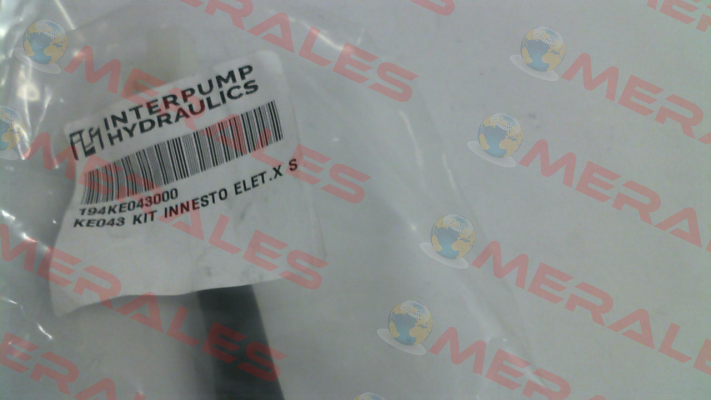 INTERPUMP
HYDRAULICS
194KE043000
KE043 KIT INNESTO ELET.X S
MERALES
MERALES
MERALES
MERALES
MERALES
MERALES